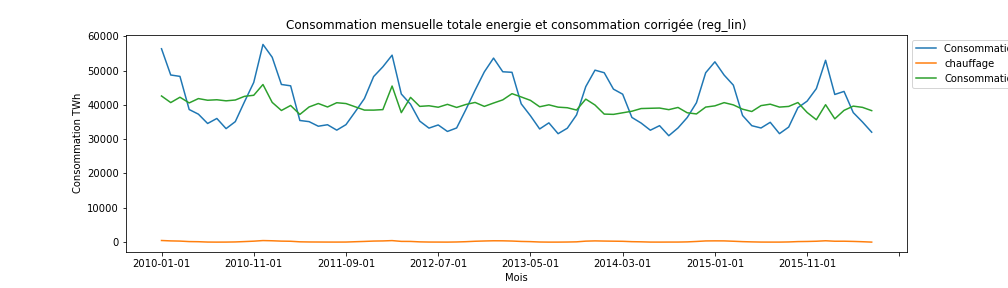 Consommation mensuelle totale energie et consommation corrigée (reg_lin)
60000
50000
40000
30000
20000
10000
0
Consommation TWh
2010-01-01 2010-11-01 2011-09-01 2012-07-01 2013-05-01 2014-03-01 2015-01-01 2015-11-01
Mois
chauffage